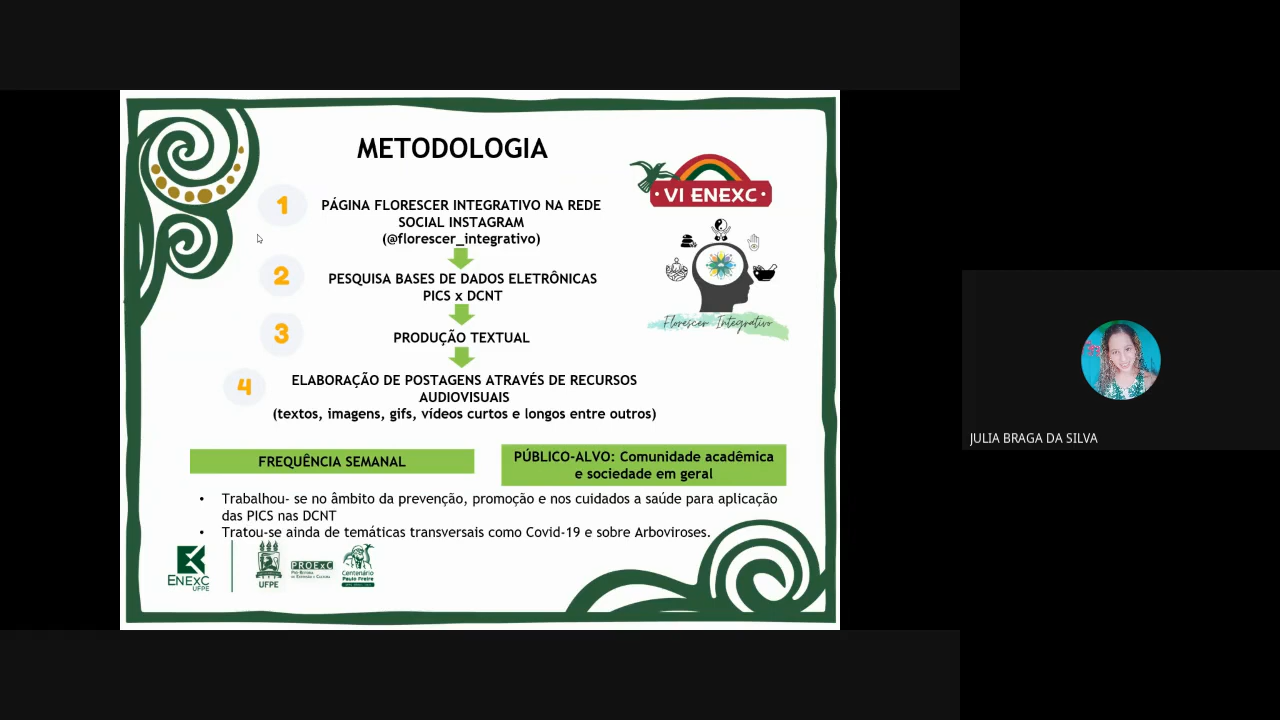 METODOLOGIA
VI ENEXC
1
PÁGINA FLORESCER INTEGRATIVO NA REDE
SOCIAL INSTAGRAM
(@florescer_integrativo)
2
PESQUISA BASES DE DADOS ELETRÔNICAS
PICS x DCNT
Florescer Integrativo
3
PRODUÇÃO TEXTUAL
4
ELABORAÇÃO DE POSTAGENS ATRAVÉS DE RECURSOS
AUDIOVISUAIS
(textos, imagens, gifs, vídeos curtos e longos entre outros)
FREQUÊNCIA SEMANAL
PÚBLICO-ALVO: Comunidade acadêmica
e sociedade em geral
• Trabalhou- se no âmbito da prevenção, promoção e nos cuidados a saúde para aplicação
das PICS nas DCNT
• Tratou-se ainda de temáticas transversais como Covid-19 e sobre Arboviroses.
ENEXC
UFPE
UFPE
PROExC
Centenário
Paulo Freire
JULIA BRAGA DA SILVA